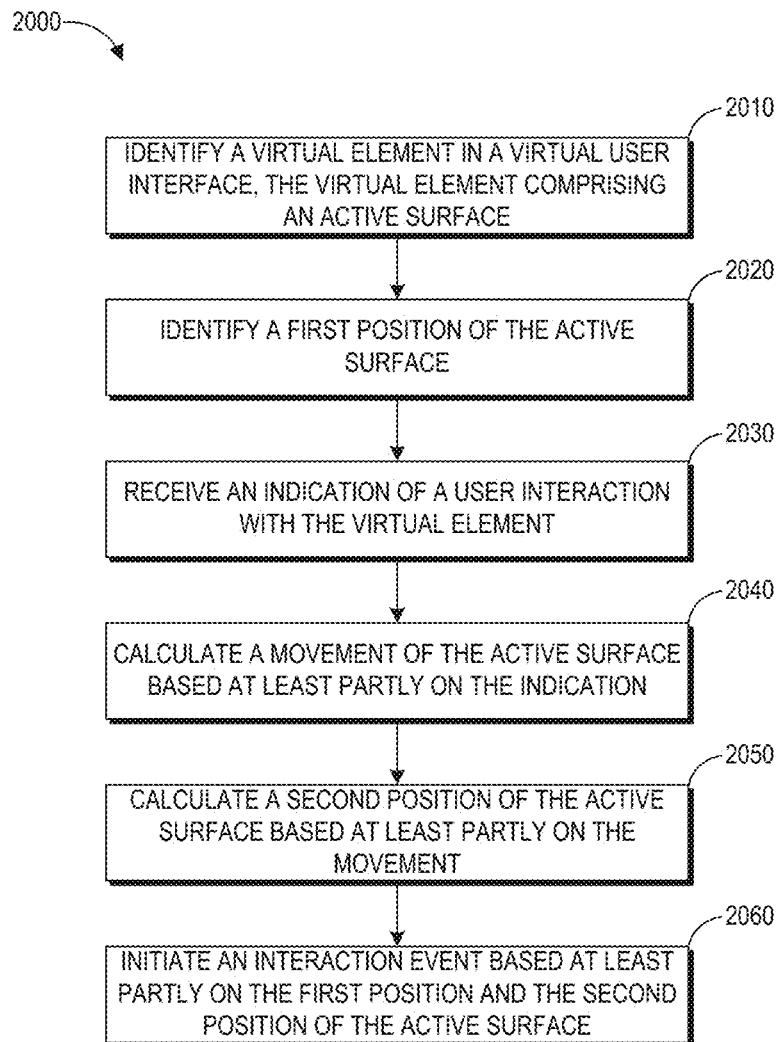 2000
2010
IDENTIFY A VIRTUAL ELEMENT IN A VIRTUAL USER
INTERFACE, THE VIRTUAL ELEMENT COMPRISING
AN ACTIVE SURFACE
2020
IDENTIFY A FIRST POSITION OF THE ACTIVE
SURFACE
2030
RECEIVE AN INDICATION OF A USER INTERACTION
WITH THE VIRTUAL ELEMENT
2040
CALCULATE A MOVEMENT OF THE ACTIVE SURFACE
BASED AT LEAST PARTLY ON THE INDICATION
2050
CALCULATE A SECOND POSITION OF THE ACTIVE
SURFACE BASED AT LEAST PARTLY ON THE
MOVEMENT
2060
INITIATE AN INTERACTION EVENT BASED AT LEAST
PARTLY ON THE FIRST POSITION AND THE SECOND
POSITION OF THE ACTIVE SURFACE